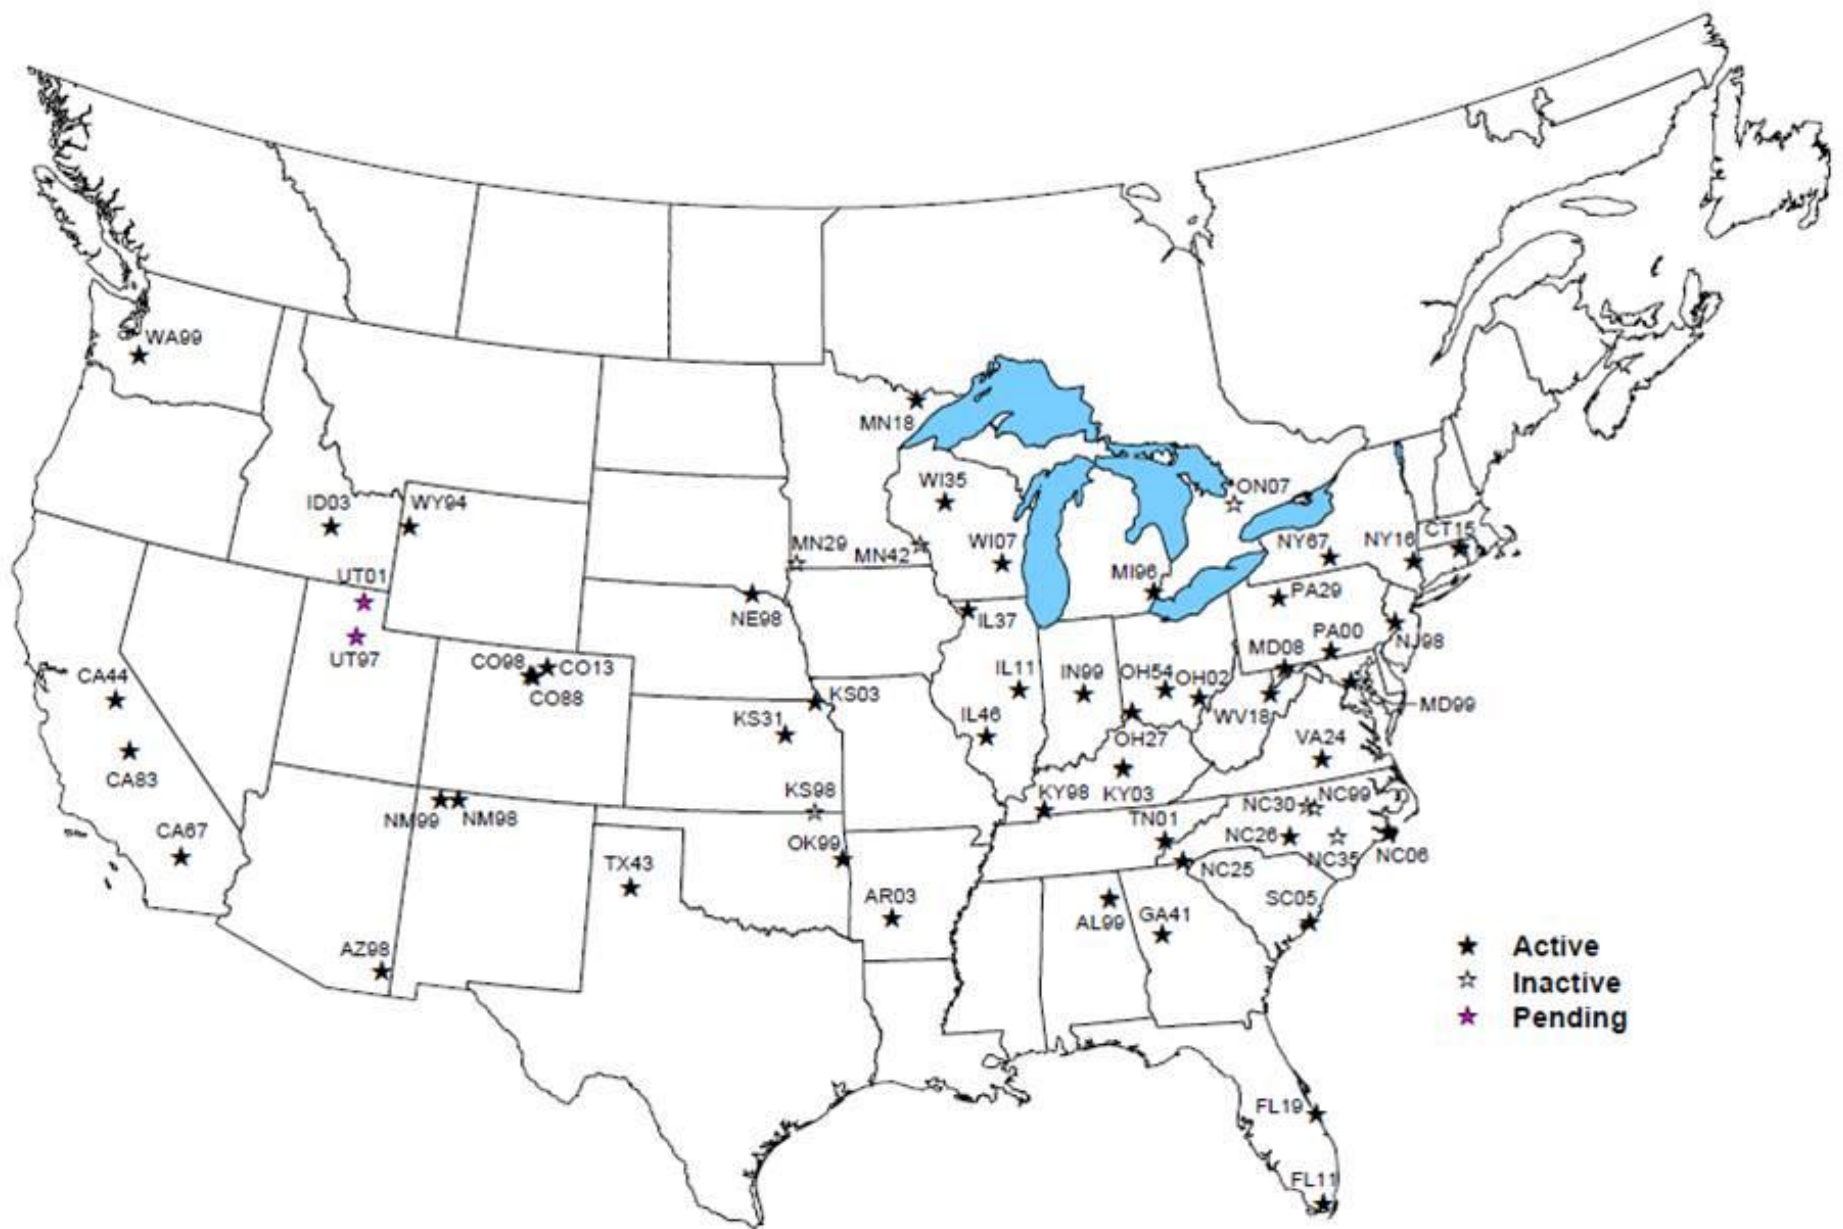 WA99
MN18
WI35
ON07
ID03
WY94
MN29
MN42
WI07
NY67
NY16
CT15
UT01
MI96
PA29
NE98
IL37
UT97
CO98
CO13
CO88
MD08
PA00
NJ98
CA44
IL11
IN99
OH54
OH02
KS03
KS31
IL46
WV18
MD99
OH27
VA24
CA83
KS98
KY98
KY03
NC30
NC99
NM99
NM98
TN01
NC26
NC35
NC06
CA67
OK99
TX43
NC25
AR03
SC05
AL99
GA41
AZ98
Active
Inactive
Pending
FL19
FL11